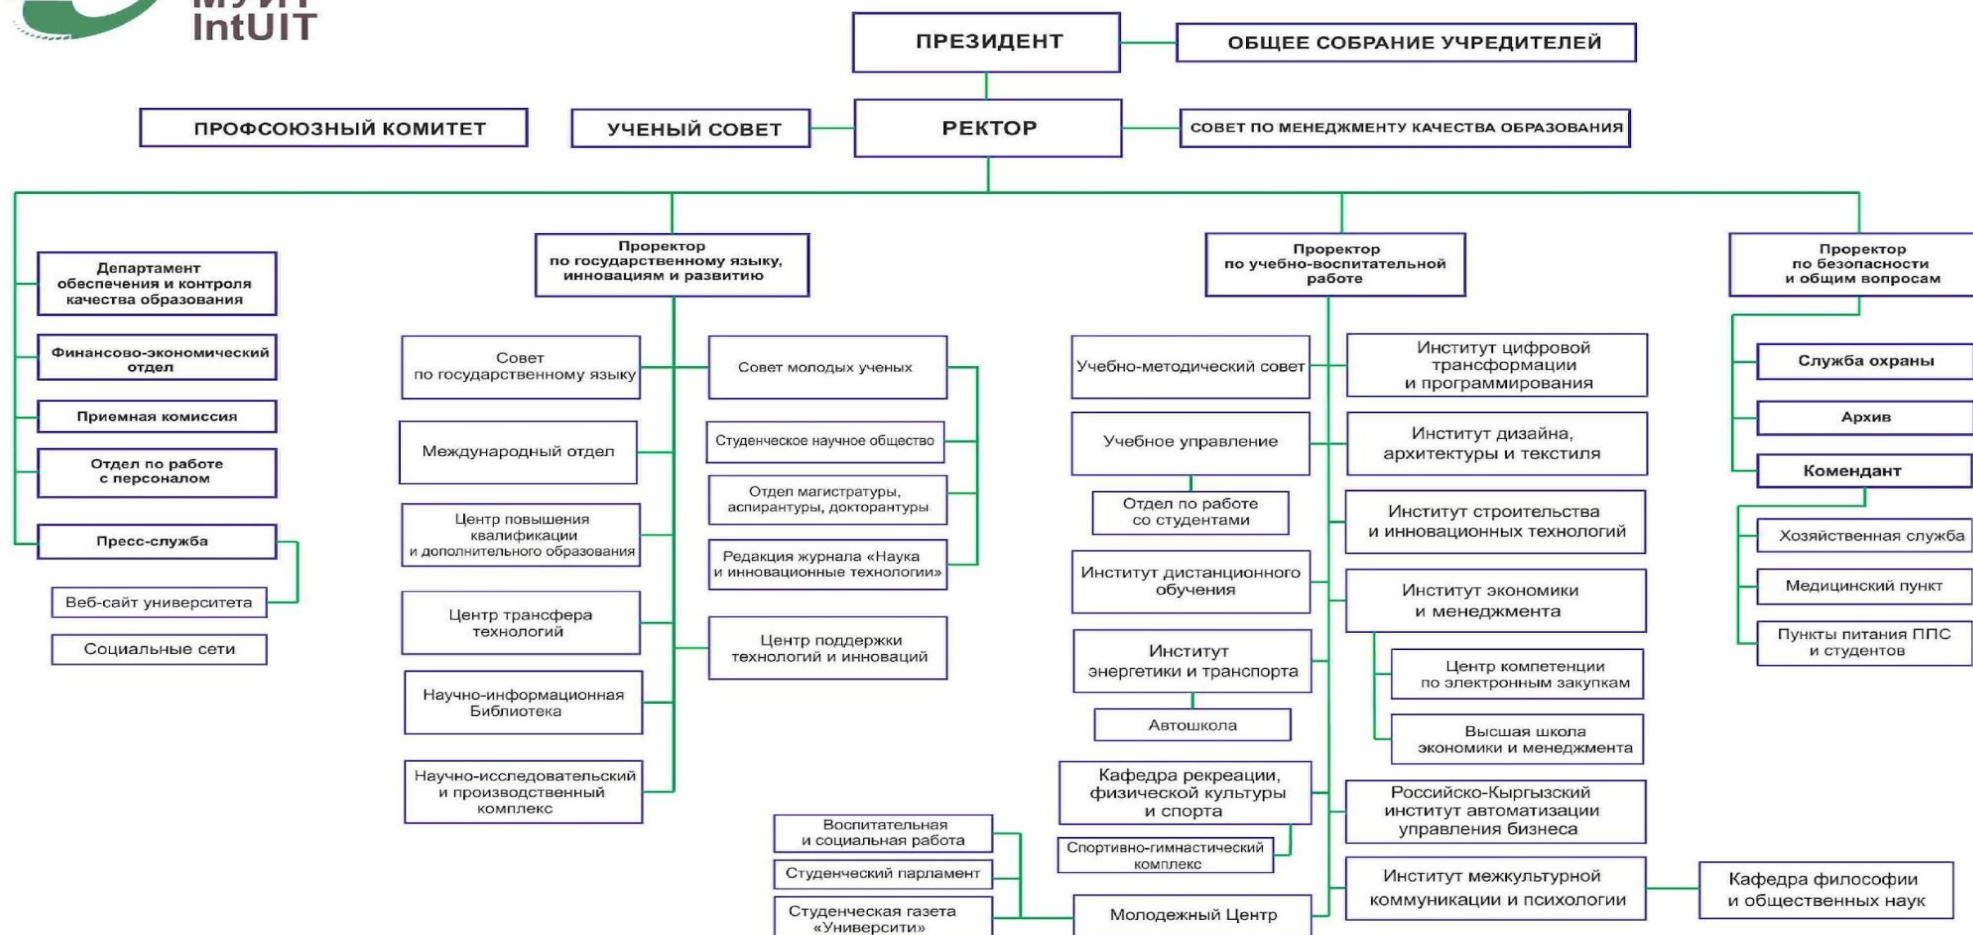 МУИТ
IntUIT
ПРЕЗИДЕНТ
ОБЩЕЕ СОБРАНИЕ УЧРЕДИТЕЛЕЙ
ПРОФСОЮЗНЫЙ КОМИТЕТ
УЧЕНЫЙ СОВЕТ
РЕКТОР
СОВЕТ ПО МЕНЕДЖМЕНТУ КАЧЕСТВА ОБРАЗОВАНИЯ
Департамент
обеспечения и контроля
качества образования
Финансово-экономический
отдел
Приемная комиссия
Отдел по работе
с персоналом
Пресс-служба
Веб-сайт университета
Социальные сети
Проректор
по государственному языку,
инновациям и развитию
Совет
по государственному языку
Международный отдел
Центр повышения
квалификации
и дополнительного образования
Центр трансфера
технологий
Научно-информационная
Библиотека
Научно-исследовательский
и производственный
комплекс
Совет молодых ученых
Студенческое научное общество
Отдел магистратуры,
аспирантуры, докторантуры
Редакция журнала «Наука
и инновационные технологии»
Центр поддержки
технологий и инноваций
Проректор
по учебно-воспитательной
работе
Учебно-методический совет
Учебное управление
Отдел по работе
со студентами
Институт дистанционного
обучения
Институт
энергетики и транспорта
Автошкола
Кафедра рекреации,
физической культуры
и спорта
Спортивно-гимнастический
комплекс
Молодежный Центр
Воспитательная
и социальная работа
Студенческий парламент
Студенческая газета
«Университи»
Институт цифровой
трансформации
и программирования
Институт дизайна,
архитектуры и текстиля
Институт строительства
и инновационных технологий
Институт экономики
и менеджмента
Центр компетенции
по электронным закупкам
Высшая школа
экономики и менеджмента
Российско-Кыргызский
институт автоматизации
управления бизнеса
Институт межкультурной
коммуникации и психологии
Кафедра философии
и общественных наук
Проректор
по безопасности
и общим вопросам
Служба охраны
Архив
Комендант
Хозяйственная служба
Медицинский пункт
Пункты питания ППС
и студентов